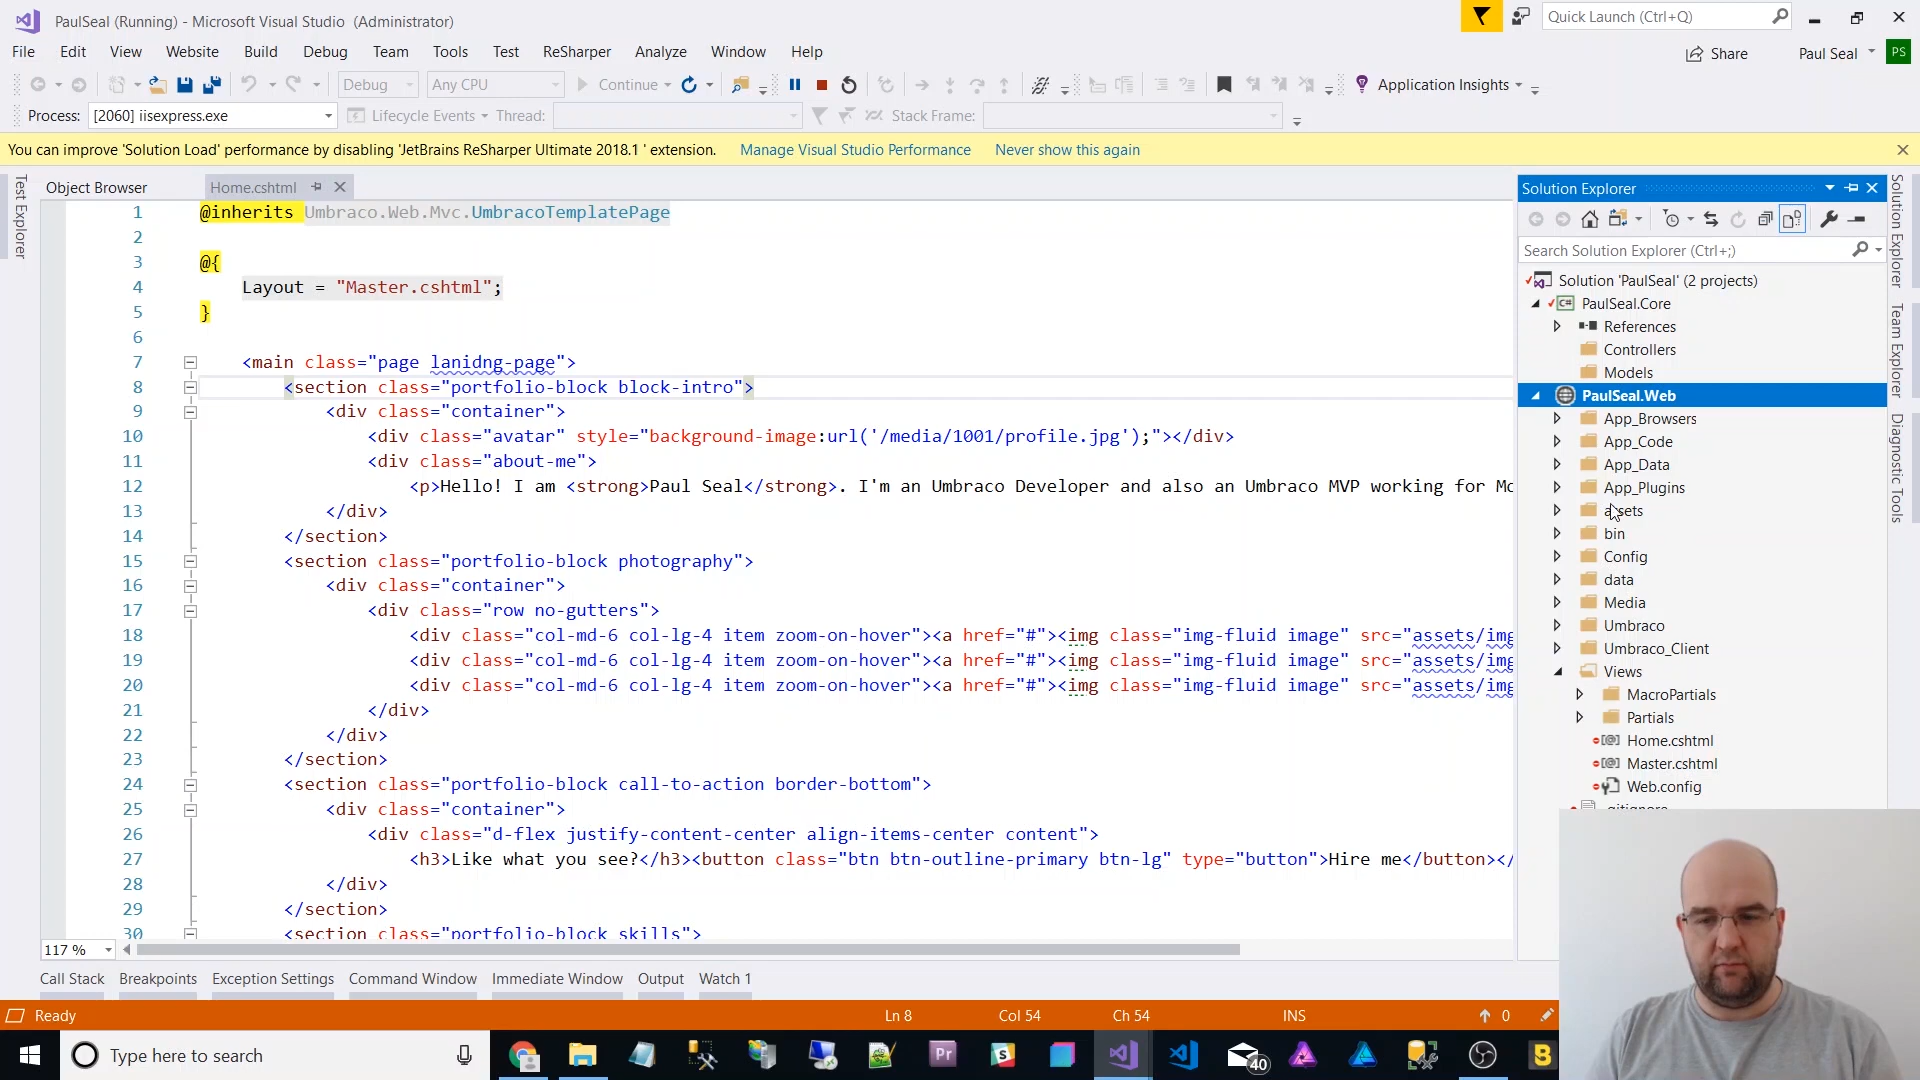 PaulSeal (Running) - Microsoft Visual Studio (Administrator)
Quick Launch (Ctrl+Q)
File Edit View Website Build Debug Team Tools Test ReSharper Analyze Window Help
Share Paul Seal PS
Debug Any CPU Continue Application Insights
Process: [2060] iisexpress.exe Lifecycle Events Thread: Stack Frame:
You can improve 'Solution Load' performance by disabling 'JetBrains ReSharper Ultimate 2018.1 ' extension. Manage Visual Studio Performance Never show this again
Test Explorer
Object Browser Home.cshtml
1 @inherits Umbraco.Web.Mvc.UmbracoTemplatePage
2
3 @{
4 Layout = "Master.cshtml";
5 }
6
7 <main class="page lanidng-page">
8 <section class="portfolio-block block-intro">
9 <div class="container">
10 <div class="avatar" style="background-image:url('/media/1001/profile.jpg');"></div>
11 <div class="about-me">
12 <p>Hello! I am <strong>Paul Seal</strong>. I'm an Umbraco Developer and also an Umbraco MVP working for Mo
13 </div>
14 </section>
15 <section class="portfolio-block photography">
16 <div class="container">
17 <div class="row no-gutters">
18 <div class="col-md-6 col-lg-4 item zoom-on-hover"><a href="#"><img class="img-fluid image" src="assets/img
19 <div class="col-md-6 col-lg-4 item zoom-on-hover"><a href="#"><img class="img-fluid image" src="assets/img
20 <div class="col-md-6 col-lg-4 item zoom-on-hover"><a href="#"><img class="img-fluid image" src="assets/img
21 </div>
22 </div>
23 </section>
24 <section class="portfolio-block call-to-action border-bottom">
25 <div class="container">
26 <div class="d-flex justify-content-center align-items-center content">
27 <h3>Like what you see?</h3><button class="btn btn-outline-primary btn-lg" type="button">Hire me</button></
28 </div>
29 </section>
30 <section class="portfolio-block skills">
117 %
Solution Explorer
Search Solution Explorer (Ctrl+;)
Solution 'PaulSeal' (2 projects)
PaulSeal.Core
References
Controllers
Models
PaulSeal.Web
App_Browsers
App_Code
App_Data
App_Plugins
assets
bin
Config
data
Media
Umbraco
Umbraco_Client
Views
MacroPartials
Partials
Home.cshtml
Master.cshtml
Web.config
.gitignore
Solution Explorer
Team Explorer
Diagnostic Tools
Call Stack Breakpoints Exception Settings Command Window Immediate Window Output Watch 1
Ready Ln 8 Col 54 Ch 54 INS 0
Type here to search
Pr
S
40
B